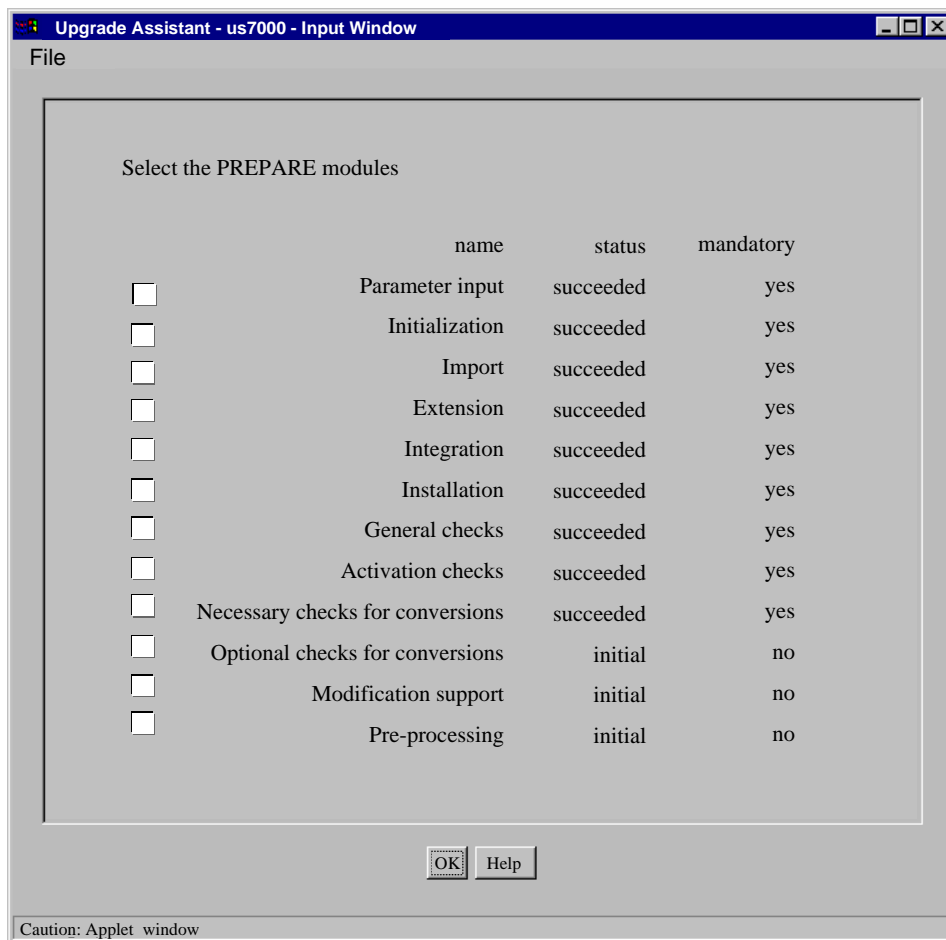 Upgrade Assistant - us7000 - Input Window
File
Select the PREPARE modules
name status mandatory
Parameter input succeeded yes
Initialization succeeded yes
Import succeeded yes
Extension succeeded yes
Integration succeeded yes
Installation succeeded yes
General checks succeeded yes
Activation checks succeeded yes
Necessary checks for conversions succeeded yes
Optional checks for conversions initial no
Modification support initial no
Pre-processing initial no
OK Help
Caution: Applet window